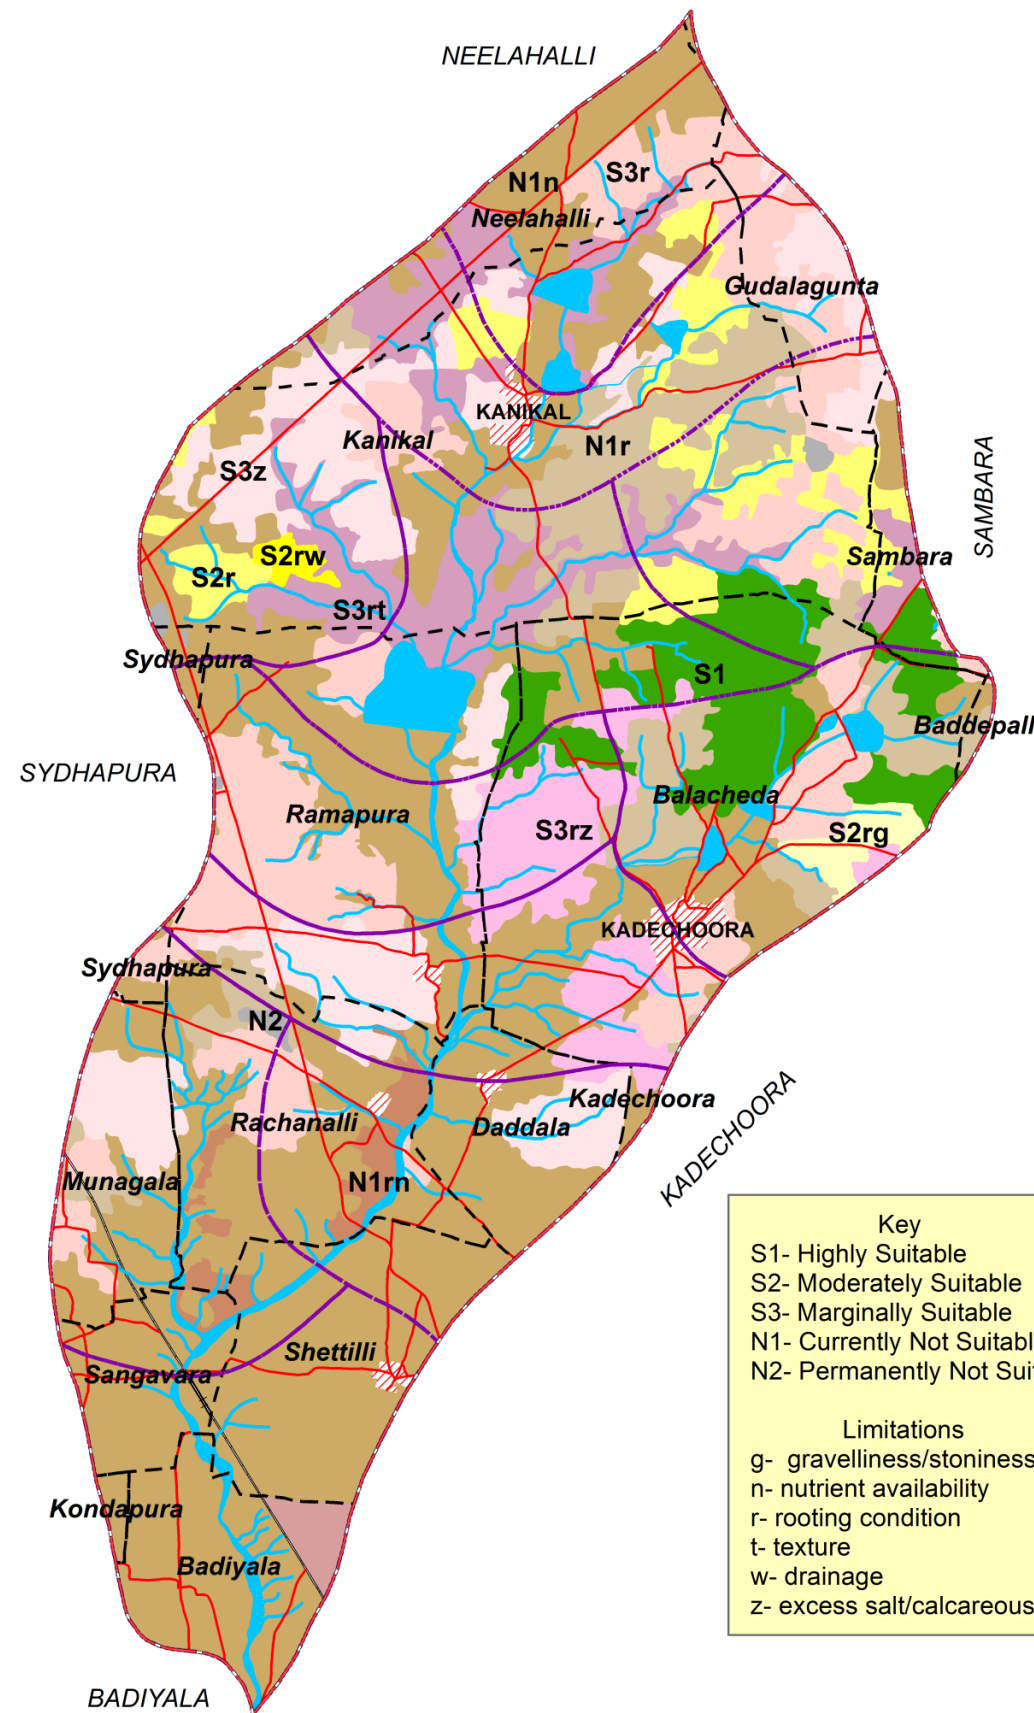 NEELAHALLI
S3r
N1n
Neelahalli
Gudalagunta
KANIKAL
Kanikal
N1r
S3z
SAMBARA
S2rw
Sambara
S2r
S3rt
Sydhapura
S1
Baddepall
SYDHAPURA
Balacheda
Ramapura
S3rz
S2rg
KADECHOORA
Sydhapura
N2
Kadechoora
Rachanalli
Daddala
KADECHOORA
Munagala
N1rn
Shettilli
Sangavara
Kondapura
Badiyala
BADIYALA
Key
S1- Highly Suitable
S2- Moderately Suitable
S3- Marginally Suitable
N1- Currently Not Suitabl
N2- Permanently Not Suit
Limitations
g- gravelliness/stoniness
n- nutrient availability
r- rooting condition
t- texture
w- drainage
z- excess salt/calcareous